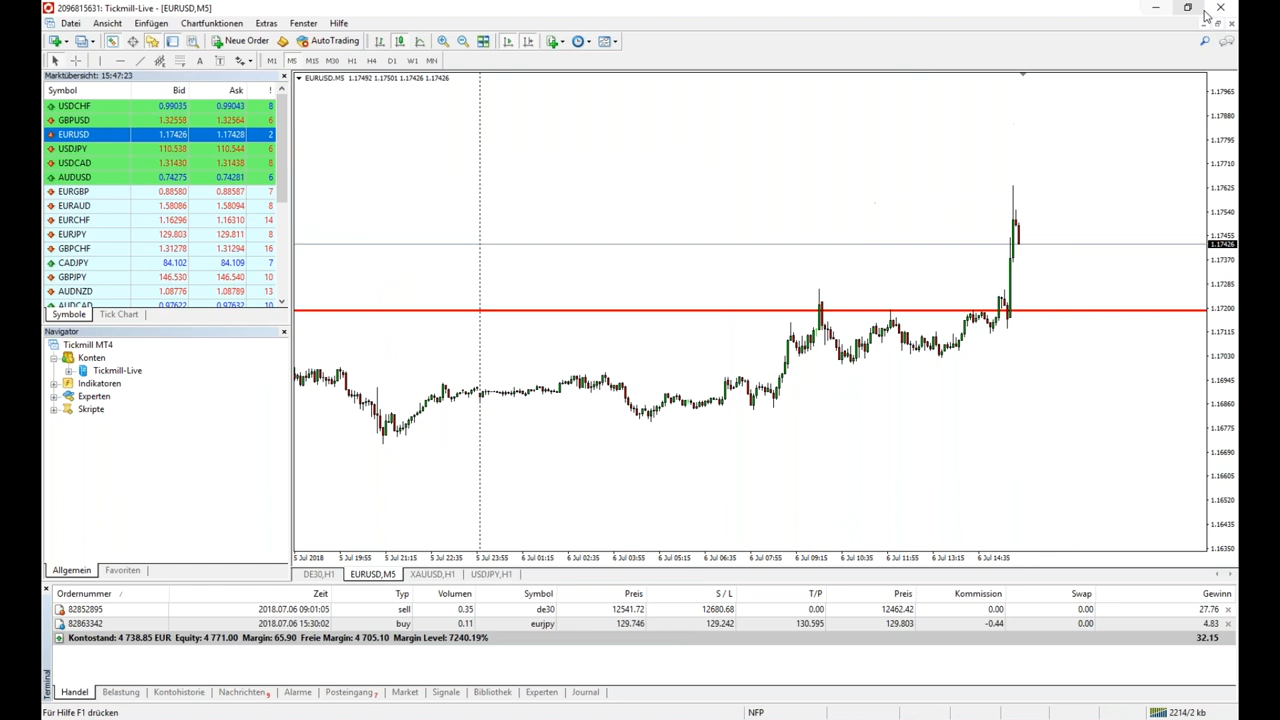 2096815631: Tickmill-Live - [EURUSD,M5]
Datei Ansicht Einfügen Chartfunktionen Extras Fenster Hilfe
New Order AutoTrading
A T M1 M5 M15 M30 H1 H4 D1 W1 MN
Marktübersicht: 15:47:23
Symbol Bid Ask !
USDCHF 0.99035 0.99043 8
GBPUSD 1.32558 1.32564 6
EURUSD 1.17426 1.17428 2
USDJPY 110.538 110.544 6
USDCAD 1.31430 1.31438 8
AUDUSD 0.74275 0.74281 6
EURGBP 0.88580 0.88587 7
EURAUD 1.58086 1.58094 8
EURCHF 1.16296 1.16310 14
EURJPY 129.803 129.811 8
GBPCHF 1.31278 1.31294 16
CADJPY 84.102 84.109 7
GBPJPY 146.530 146.540 10
AUDNZD 1.08776 1.08789 13
AUDCAD 0.97622 0.97632 10
Symbole Tick Chart
Navigator
Tickmill MT4
Konten
Tickmill-Live
Indikatoren
Experten
Skripte
Allgemein Favoriten
EURUSD,M5 1.17492 1.17501 1.17426 1.17426
1.17965
1.17880
1.17795
1.17710
1.17625
1.17540
1.17455
1.17426
1.17370
1.17285
1.17200
1.17115
1.17030
1.16945
1.16860
1.16775
1.16690
1.16605
1.16520
1.16435
1.16350
5 Jul 2018 5 Jul 19:55 5 Jul 21:15 5 Jul 22:35 5 Jul 23:55 6 Jul 01:15 6 Jul 02:35 6 Jul 03:55 6 Jul 05:15 6 Jul 06:35 6 Jul 07:55 6 Jul 09:15 6 Jul 10:35 6 Jul 11:55 6 Jul 13:15 6 Jul 14:35
DE30,H1 EURUSD,M5 XAUUSD,H1 USDJPY,H1
Ordernummer / Zeit Typ Volumen Symbol Preis S / L T/P Preis Kommission Swap Gewinn
82852895 2018.07.06 09:01:05 sell 0.35 de30 12541.72 12680.68 0.00 12462.42 0.00 0.00 27.76
82863342 2018.07.06 15:30:02 buy 0.11 eurjpy 129.746 129.242 130.595 129.803 -0.44 0.00 4.83
Kontostand: 4 738.85 EUR Equity: 4 771.00 Margin: 65.90 Freie Margin: 4 705.10 Margin Level: 7240.19% 32.15
Terminal
Handel Belastung Kontohistorie Nachrichten 9 Alarme Posteingang 7 Market Signale Bibliothek Experten Journal
Für Hilfe F1 drücken NFP 2214/2 kb